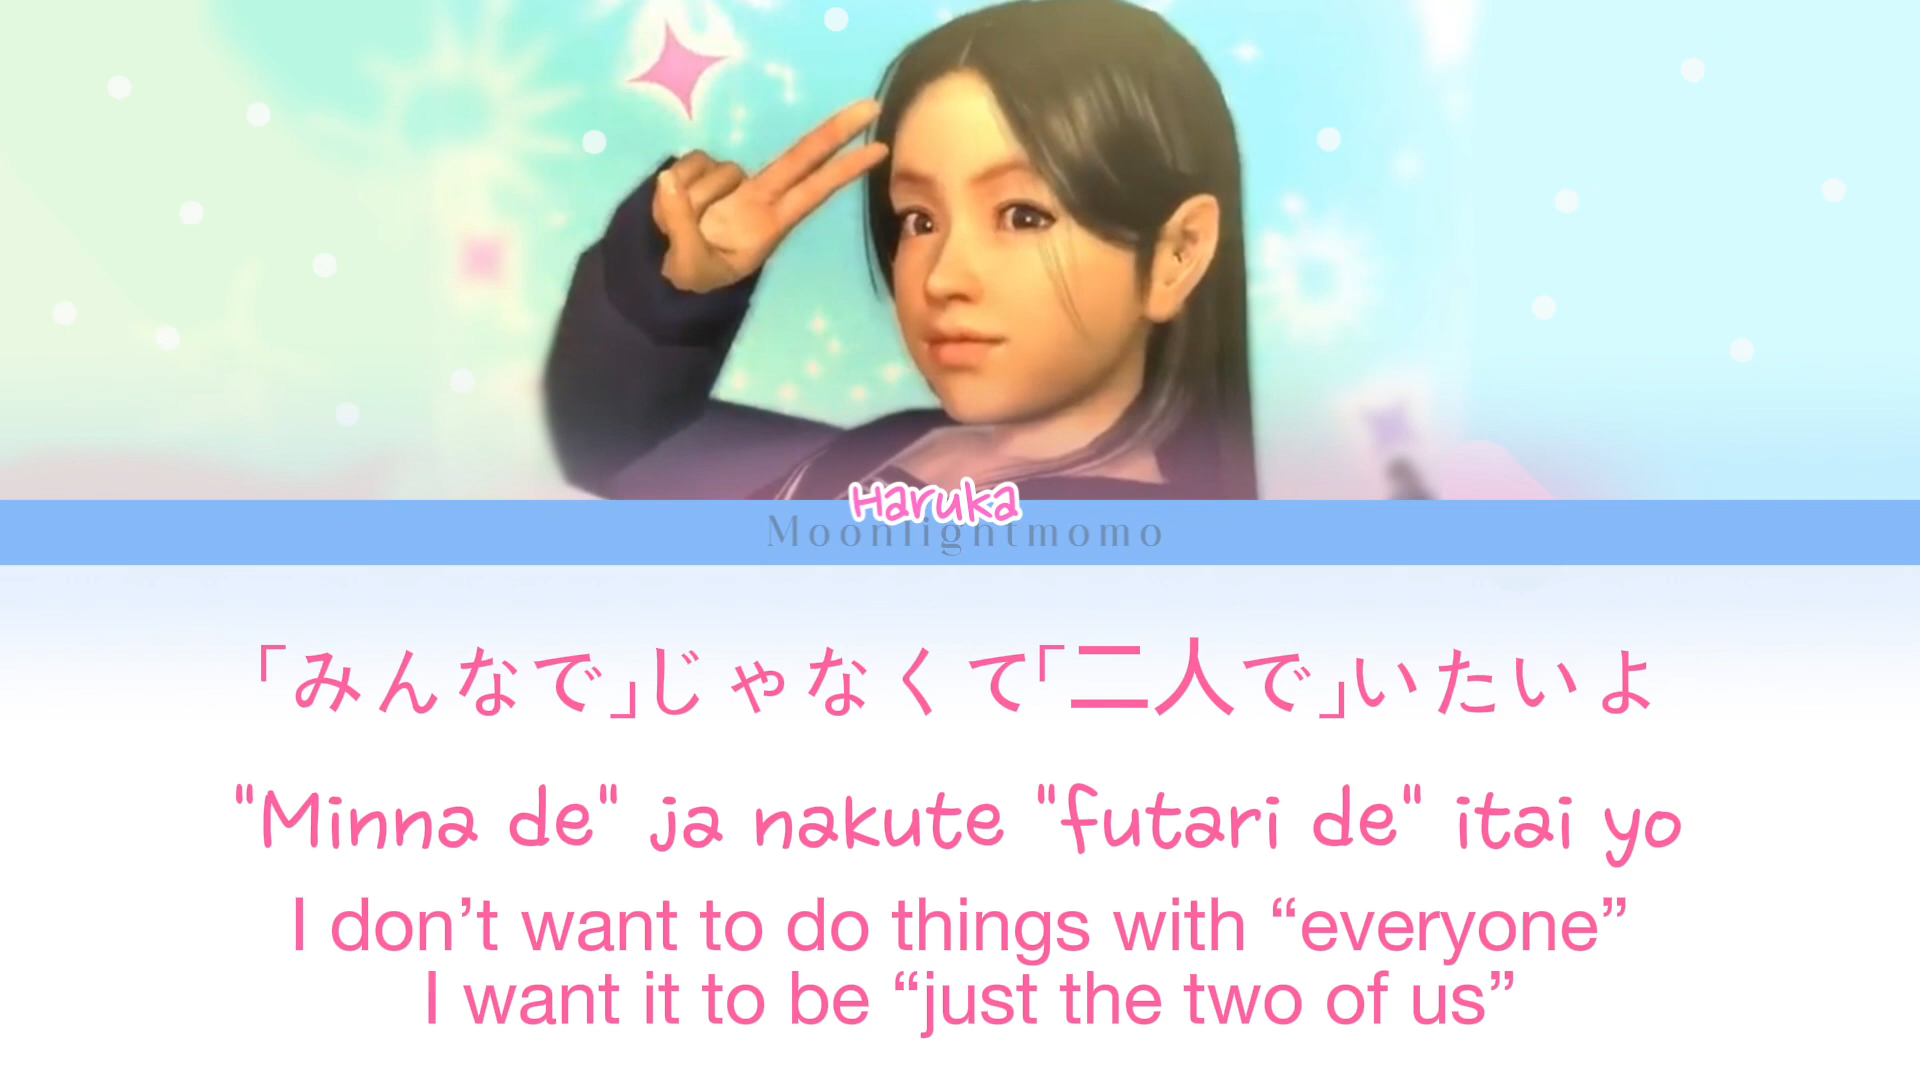 Haruka
Moonlightmomo
「みんなで」じゃなくて「二人で」いたいよ
"Minna de" ja nakute "futari de" itai yo
I don’t want to do things with “everyone”
I want it to be “just the two of us”